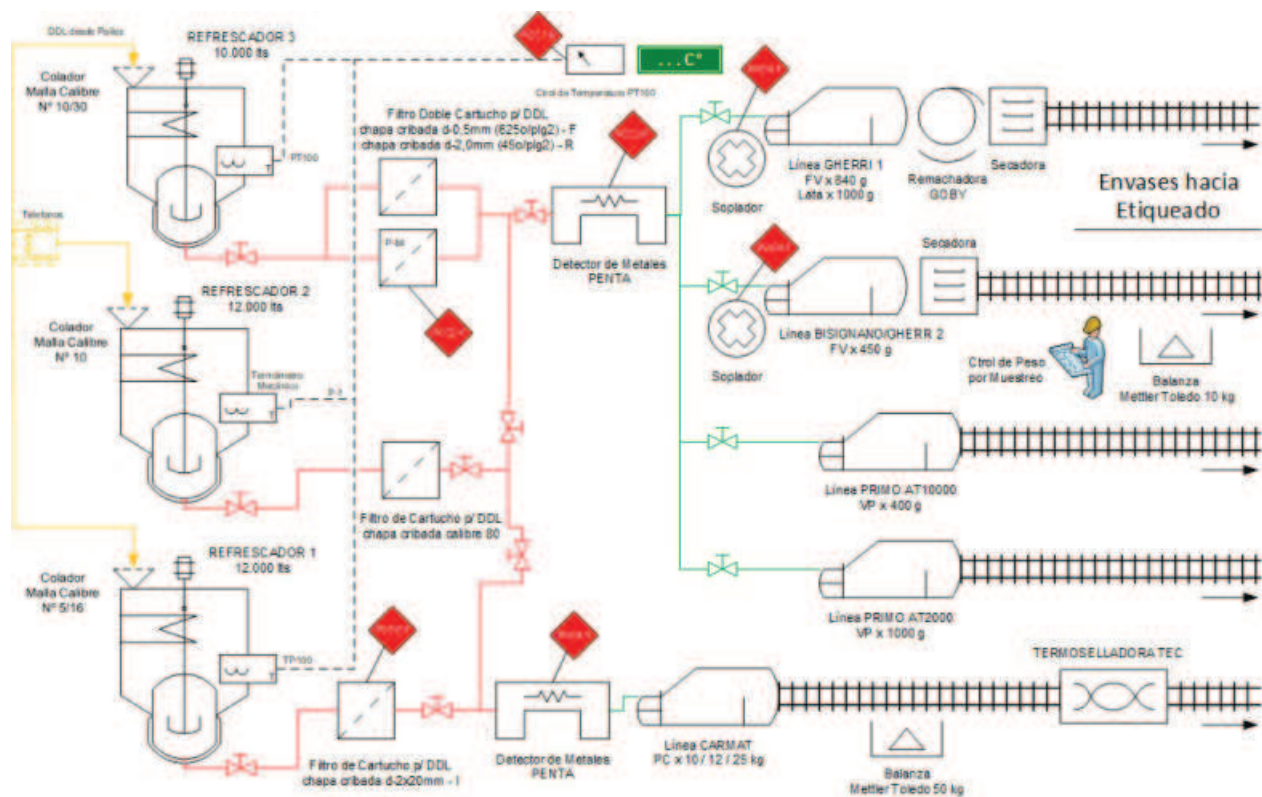 DDL desde Pailas
REFRESCADOR 3
10.000 lts
Colador
Malla Calibre
Nº 10/30
PT100
...Cº
Ctrol de Temperatura PT100
Filtro Doble Cartucho p/ DDL
chapa cribada d-0,5mm (625o/plg2) - F
chapa cribada d-2,0mm (45o/plg2) - R
Detector de Metales
PENTA
Soplador
Línea GHERRI 1
FV x 840 g
Lata x 1000 g
Remachadora
GOBY
Secadora
Envases hacia
Etiqueado
REFRESCADOR 2
12.000 lts
Colador
Malla Calibre
Nº 10
Termómetro
Mecánico
Soplador
Línea BISIGNANO/GHERR 2
FV x 450 g
Secadora
Ctrol de Peso
por Muestreo
Balanza
Mettler Toledo 10 kg
Filtro de Cartucho p/ DDL
chapa cribada calibre 80
Línea PRIMO AT10000
VP x 400 g
REFRESCADOR 1
12.000 lts
Colador
Malla Calibre
Nº 5/16
TP100
Línea PRIMO AT2000
VP x 1000 g
Filtro de Cartucho p/ DDL
chapa cribada d-2x20mm - I
Detector de Metales
PENTA
Línea CARMAT
PC x 10 / 12 / 25 kg
Balanza
Mettler Toledo 50 kg
TERMOSELLADORA TEC